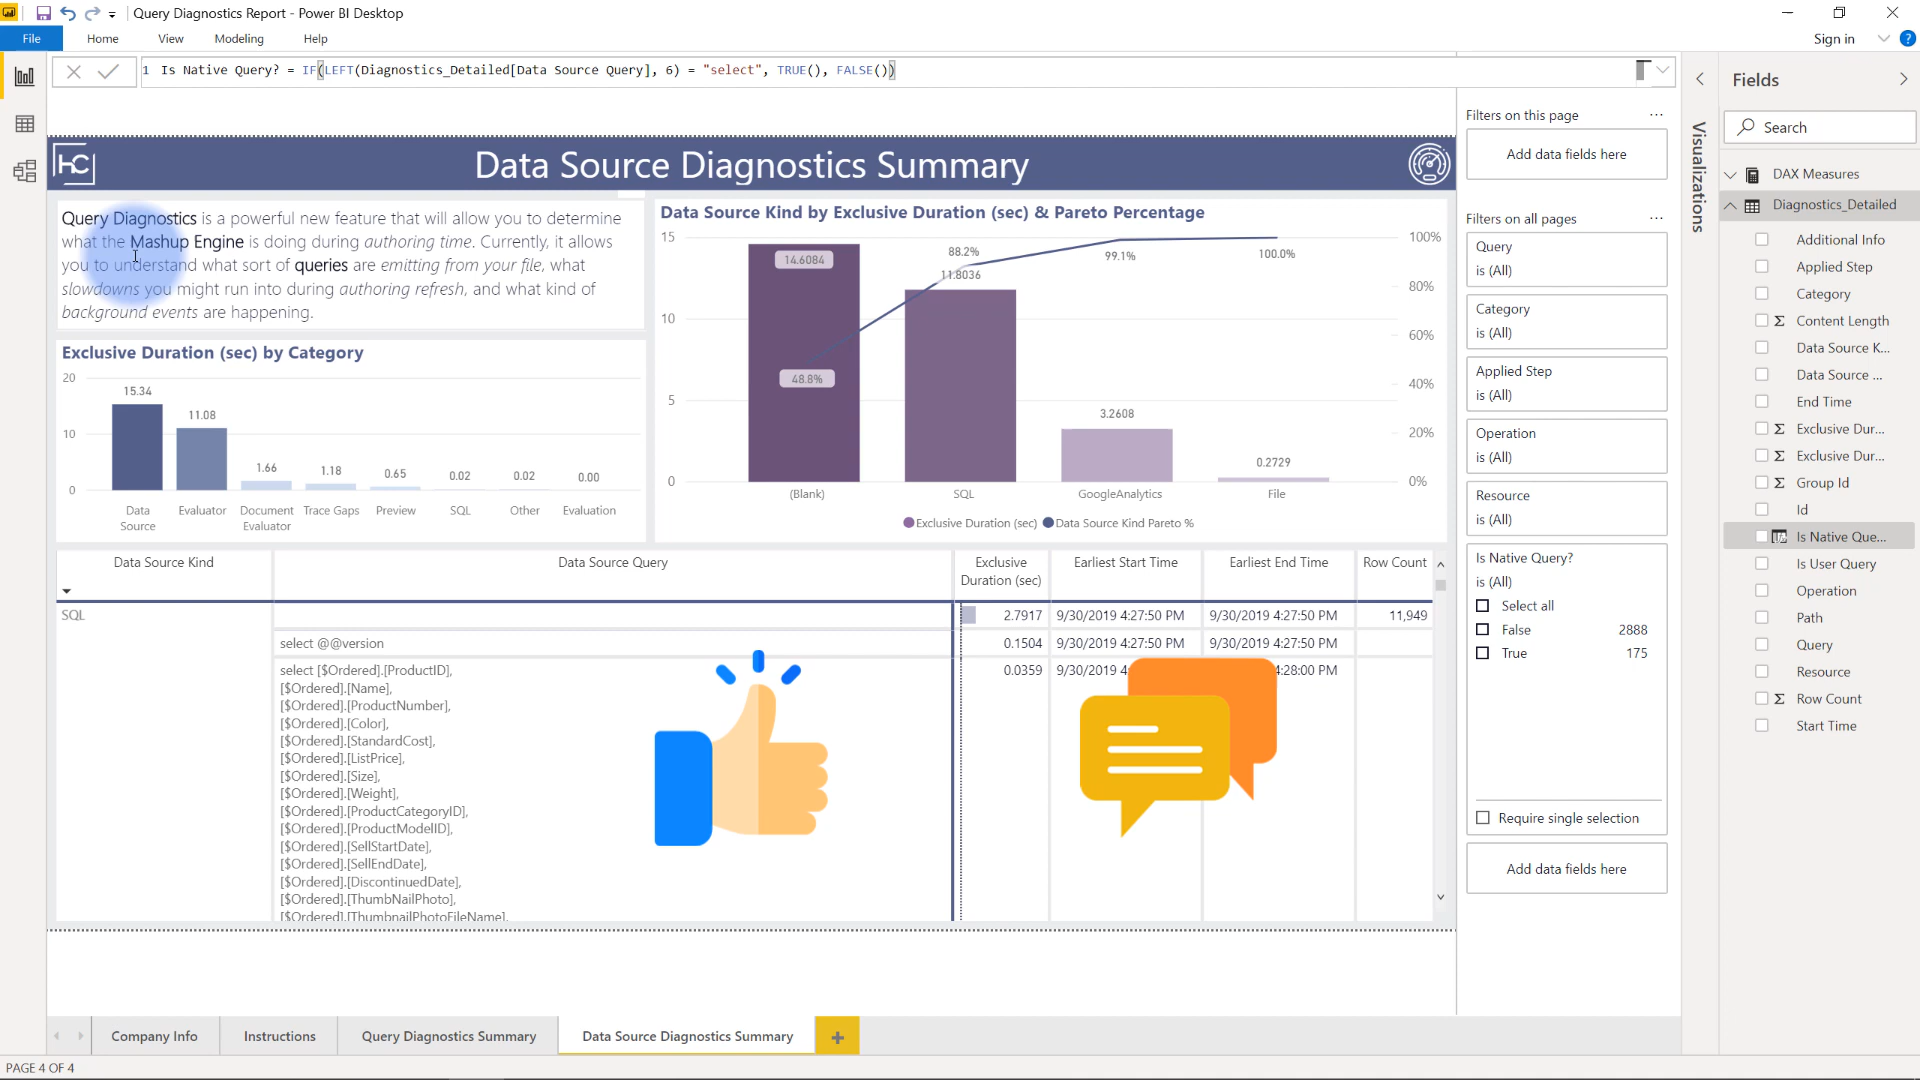 Query Diagnostics Report - Power BI Desktop
File
Home
View
Modeling
Help
Sign in
?
1 Is Native Query? = IF(LEFT(Diagnostics_Detailed[Data Source Query], 6) = "select", TRUE(), FALSE())
HC
Data Source Diagnostics Summary
Query Diagnostics is a powerful new feature that will allow you to determine
what the Mashup Engine is doing during authoring time. Currently, it allows
you to understand what sort of queries are emitting from your file, what
slowdowns you might run into during authoring refresh, and what kind of
background events are happening.
Exclusive Duration (sec) by Category
20
10
0
15.34
11.08
1.66
1.18
0.65
0.02
0.02
0.00
Data Source
Evaluator
Document Evaluator
Trace Gaps
Preview
SQL
Other
Evaluation
Data Source Kind by Exclusive Duration (sec) & Pareto Percentage
15
10
5
0
14.6084
48.8%
88.2%
11.8036
99.1%
3.2608
100.0%
0.2729
100%
80%
60%
40%
20%
0%
(Blank)
SQL
GoogleAnalytics
File
Exclusive Duration (sec)
Data Source Kind Pareto %
Data Source Kind
Data Source Query
Exclusive Duration (sec)
Earliest Start Time
Earliest End Time
Row Count
SQL
2.7917
9/30/2019 4:27:50 PM
9/30/2019 4:27:50 PM
11,949
select @@version
0.1504
9/30/2019 4:27:50 PM
9/30/2019 4:27:50 PM
select [$Ordered].[ProductID],
0.0359
9/30/2019 4:
4:28:00 PM
[$Ordered].[Name],
[$Ordered].[ProductNumber],
[$Ordered].[Color],
[$Ordered].[StandardCost],
[$Ordered].[ListPrice],
[$Ordered].[Size],
[$Ordered].[Weight],
[$Ordered].[ProductCategoryID],
[$Ordered].[ProductModelID],
[$Ordered].[SellStartDate],
[$Ordered].[SellEndDate],
[$Ordered].[DiscontinuedDate],
[$Ordered].[ThumbNailPhoto],
[$Ordered].[ThumbnailPhotoFileName],
Filters on this page
...
Add data fields here
Filters on all pages
...
Query
is (All)
Category
is (All)
Applied Step
is (All)
Operation
is (All)
Resource
is (All)
Is Native Query?
is (All)
Select all
False 2888
True 175
Require single selection
Add data fields here
Visualizations
Fields
Search
DAX Measures
Diagnostics_Detailed
Additional Info
Applied Step
Category
Content Length
Data Source K...
Data Source ...
End Time
Exclusive Dur...
Exclusive Dur...
Group Id
Id
Is Native Que...
Is User Query
Operation
Path
Query
Resource
Row Count
Start Time
Company Info
Instructions
Query Diagnostics Summary
Data Source Diagnostics Summary
PAGE 4 OF 4